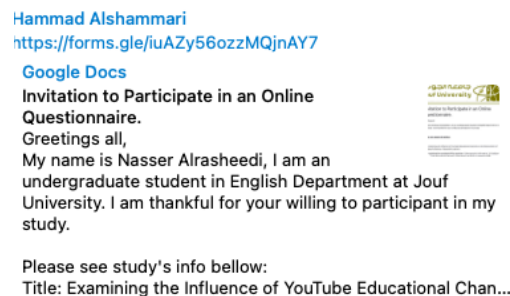 Hammad Alshammari
https://forms.gle/iuAZy56ozzMQjnAY7
Google Docs
Invitation to Participate in an Online
Questionnaire.
Greetings all,
My name is Nasser Alrasheedi, I am an
undergraduate student in English Department at Jouf
University. I am thankful for your willing to participant in my
study.
Please see study's info bellow:
Title: Examining the Influence of YouTube Educational Chan...